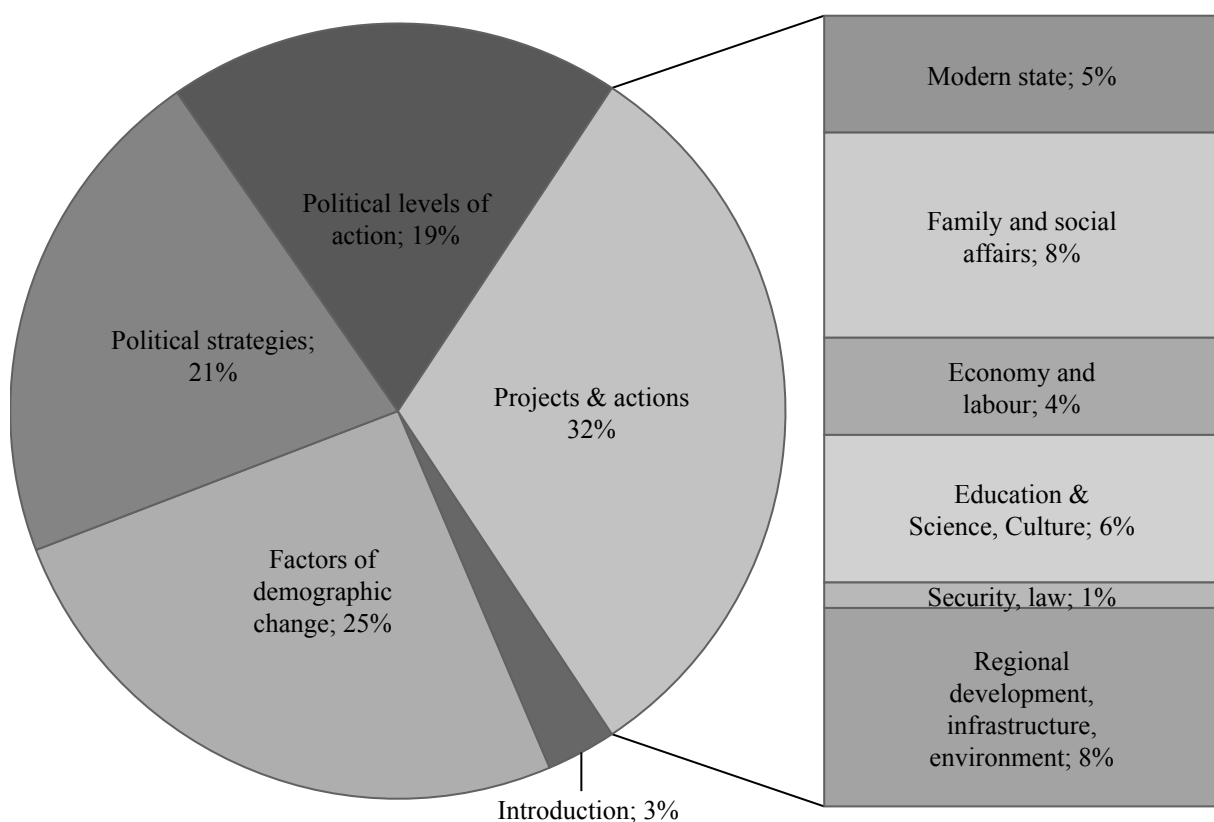 Political levels of
action; 19%
Political strategies;
21%
Projects & actions
32%
Factors of
demographic
change; 25%
Introduction; 3%
Modern state; 5%
Family and social
affairs; 8%
Economy and
labour; 4%
Education &
Science, Culture; 6%
Security, law; 1%
Regional
development,
infrastructure,
environment; 8%